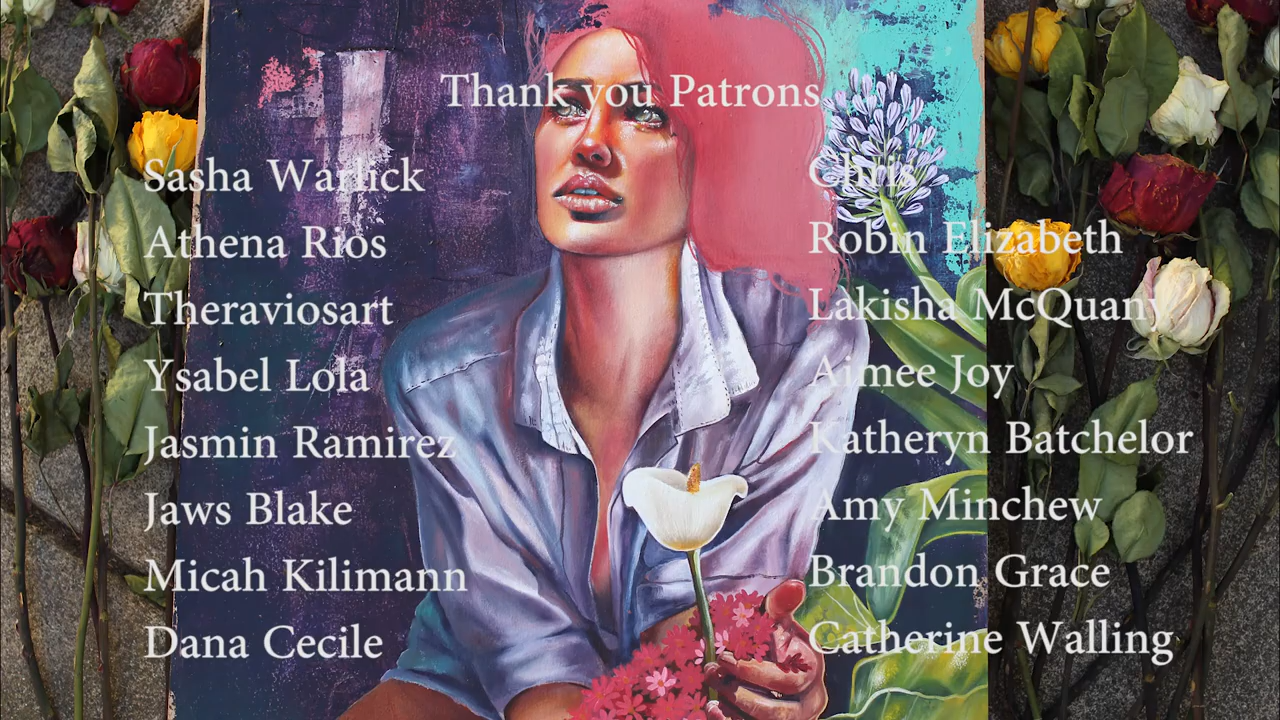 Thank you Patrons
Sasha Warlick
Athena Rios
Theraviosart
Ysabel Lola
Jasmin Ramirez
Jaws Blake
Micah Kilimann
Dana Cecile
Chris
Robin Elizabeth
Lakisha McQuany
Aimee Joy
Katheryn Batchelor
Amy Minchew
Brandon Grace
Catherine Walling